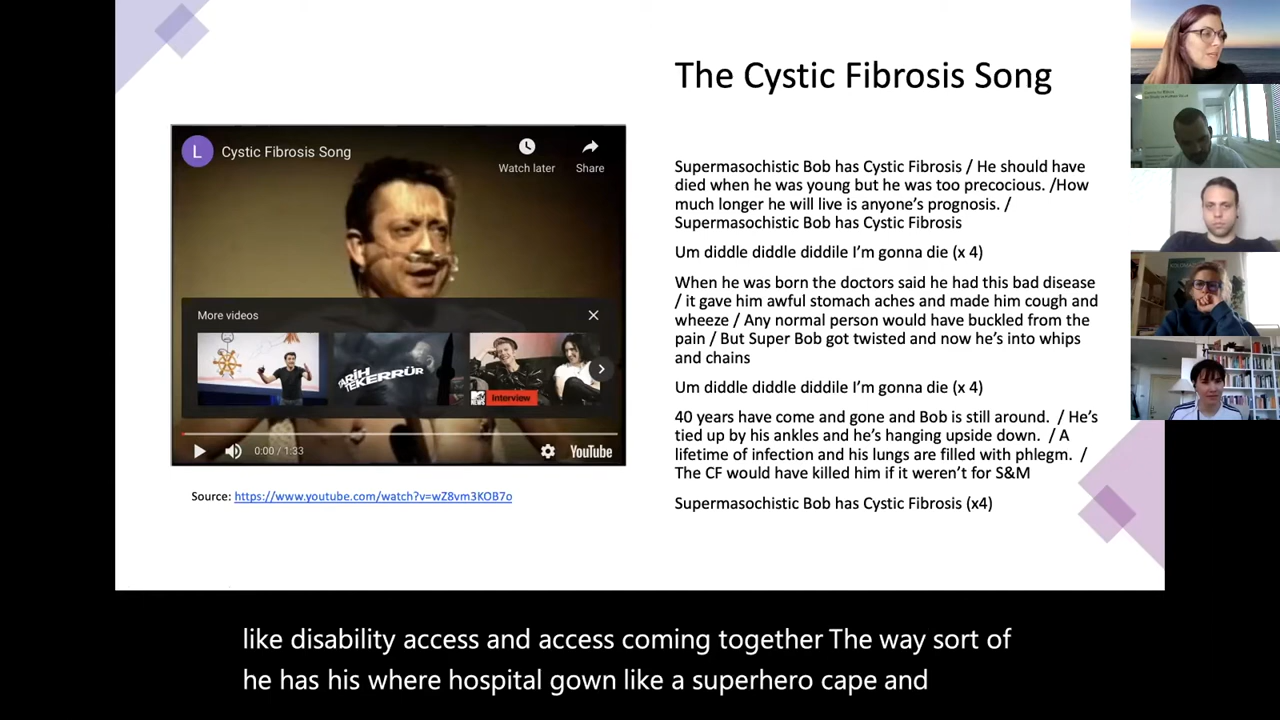 The Cystic Fibrosis Song
L
Cystic Fibrosis Song
Watch later
Share
More videos
TARİH
TEKERRÜR
MTV
Interview
0:00 / 1:33
YouTube
Source: https://www.youtube.com/watch?v=wZ8vm3KOB7o
Supermasochistic Bob has Cystic Fibrosis / He should have
died when he was young but he was too precocious. /How
much longer he will live is anyone’s prognosis. /
Supermasochistic Bob has Cystic Fibrosis
Um diddle diddle diddile I’m gonna die (x 4)
When he was born the doctors said he had this bad disease
/ it gave him awful stomach aches and made him cough and
wheeze / Any normal person would have buckled from the
pain / But Super Bob got twisted and now he’s into whips
and chains
Um diddle diddle diddile I’m gonna die (x 4)
40 years have come and gone and Bob is still around.  / He’s
tied up by his ankles and he’s hanging upside down.  / A
lifetime of infection and his lungs are filled with phlegm.  /
The CF would have killed him if it weren’t for S&M
Supermasochistic Bob has Cystic Fibrosis (x4)
like disability access and access coming together The way sort of
he has his where hospital gown like a superhero cape and